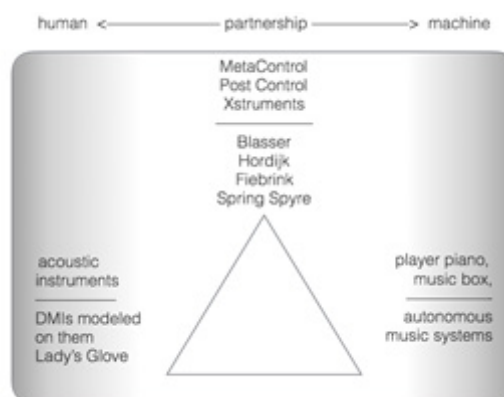 human <——— partnership ———> machine
MetaControl
Post Control
Xstruments
Blasser
Hordijk
Fiebrink
Spring Spyre
acoustic
instruments
DMIs modeled
on them
Lady's Glove
player piano,
music box,
autonomous
music systems